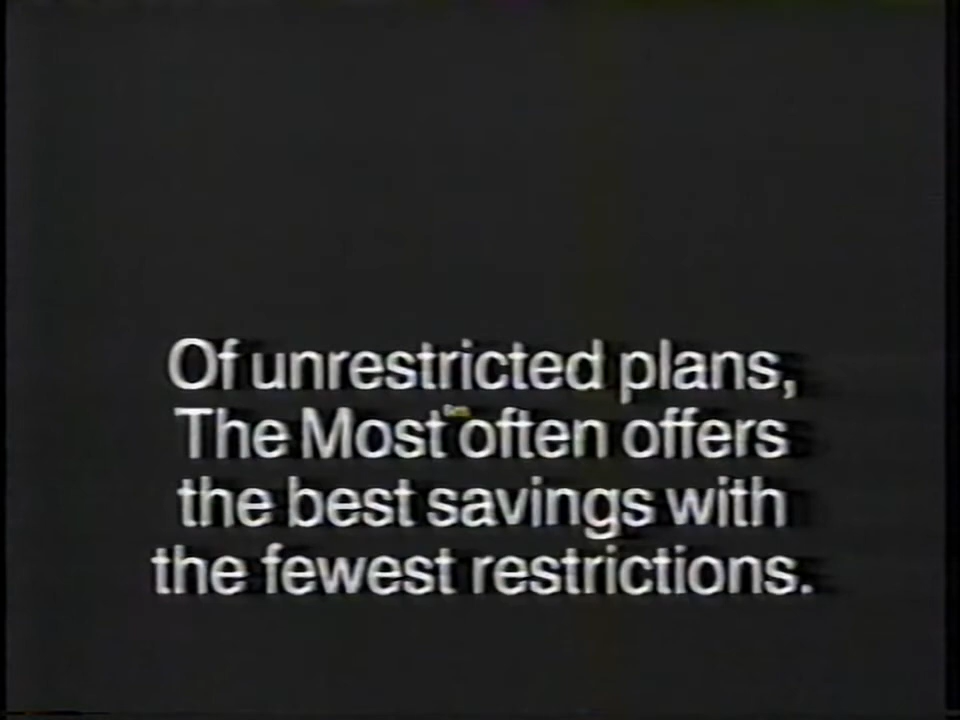 Of unrestricted plans,
The Most often offers
the best savings with
the fewest restrictions.